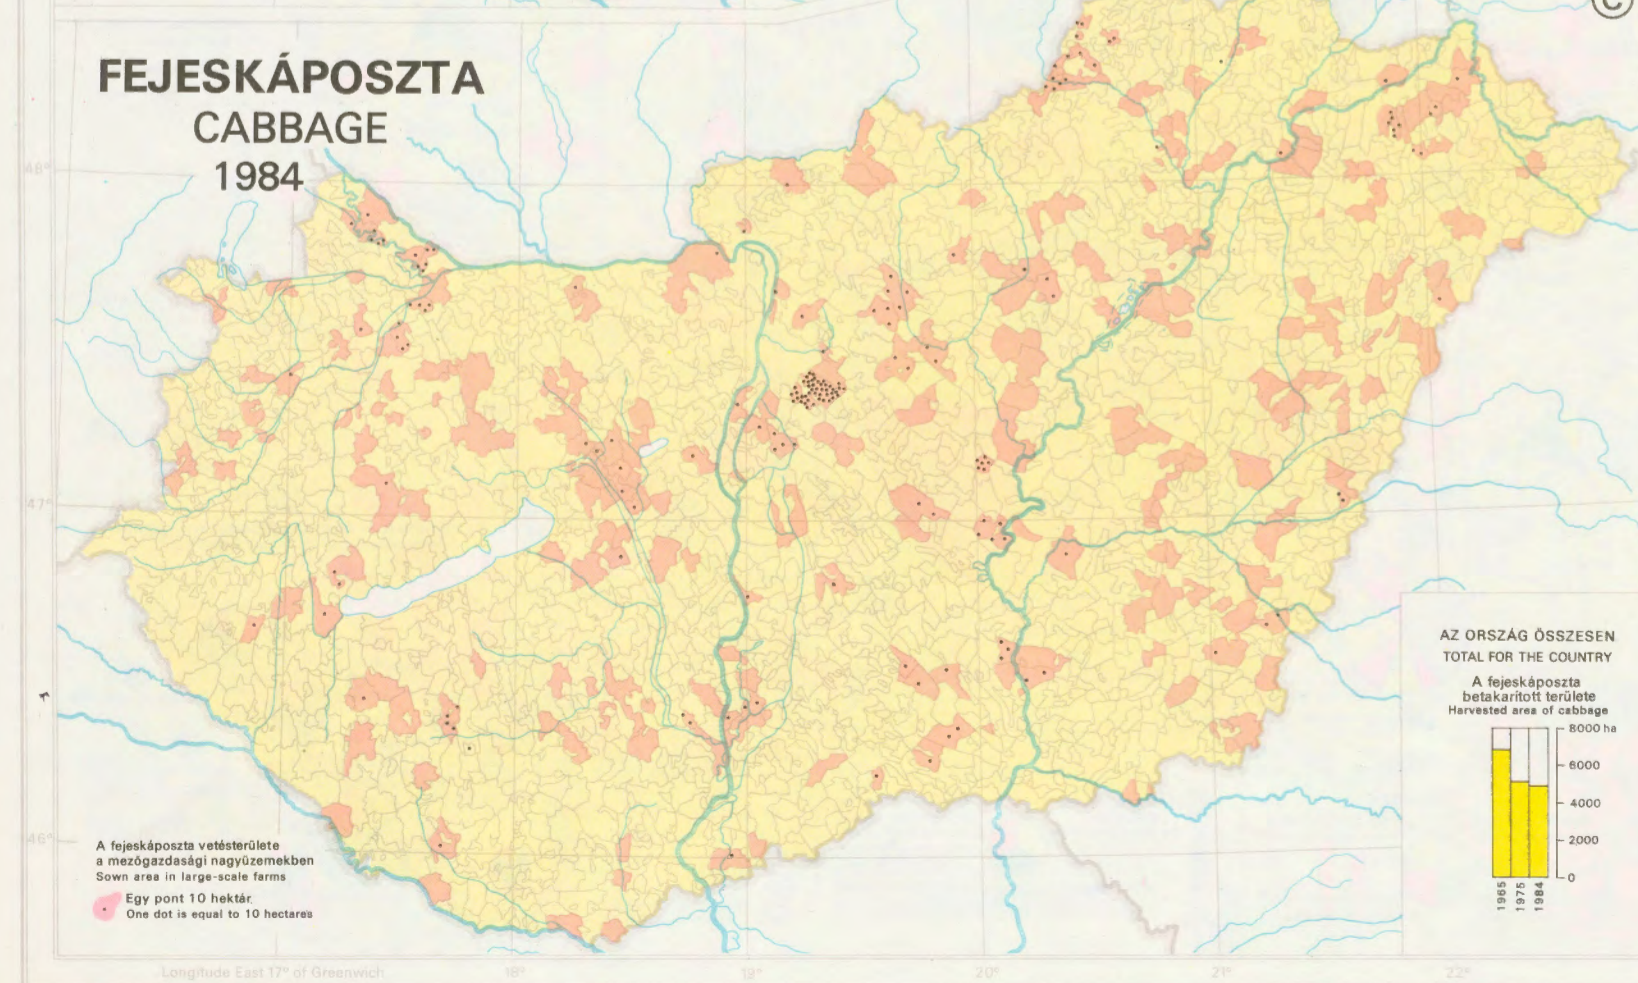 ©
FEJESKÁPOSZTA
CABBAGE
1984
48°
47°
46°
A fejeskáposzta vetésterülete
a mezőgazdasági nagyüzemekben
Sown area in large-scale farms
Egy pont 10 hektár.
One dot is equal to 10 hectares
AZ ORSZÁG ÖSSZESEN
TOTAL FOR THE COUNTRY
A fejeskáposzta
betakarított területe
Harvested area of cabbage
8000 ha
6000
4000
2000
0
1965
1975
1984
Longitude East 17° of Greenwich
18°
19°
20°
21°
22°